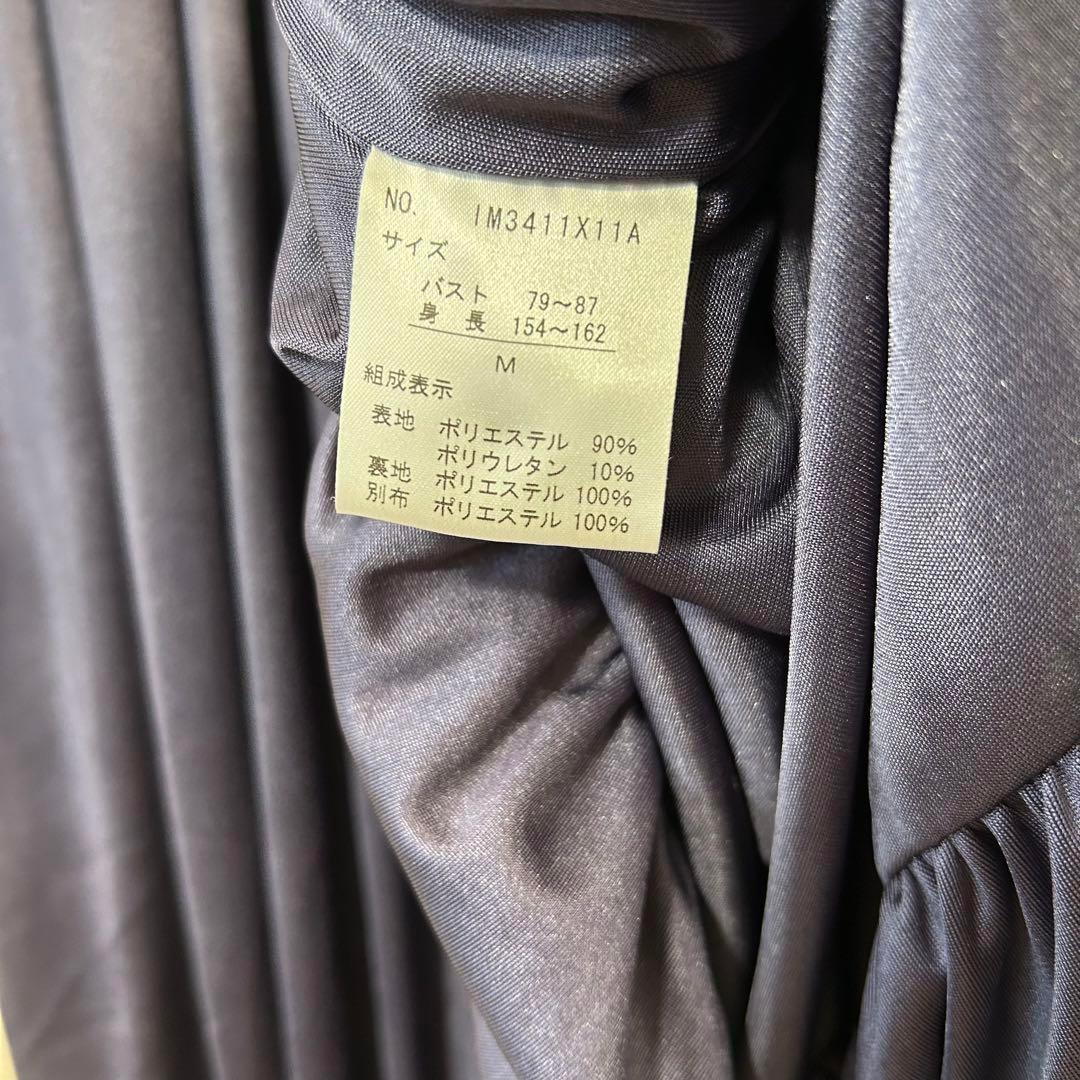 NO. IM3411X11A
サイズ
バスト 79～87
身 長 154～162
M
組成表示
表地 ポリエステル 90%
ポリウレタン 10%
裏地 ポリエステル 100%
別布 ポリエステル 100%